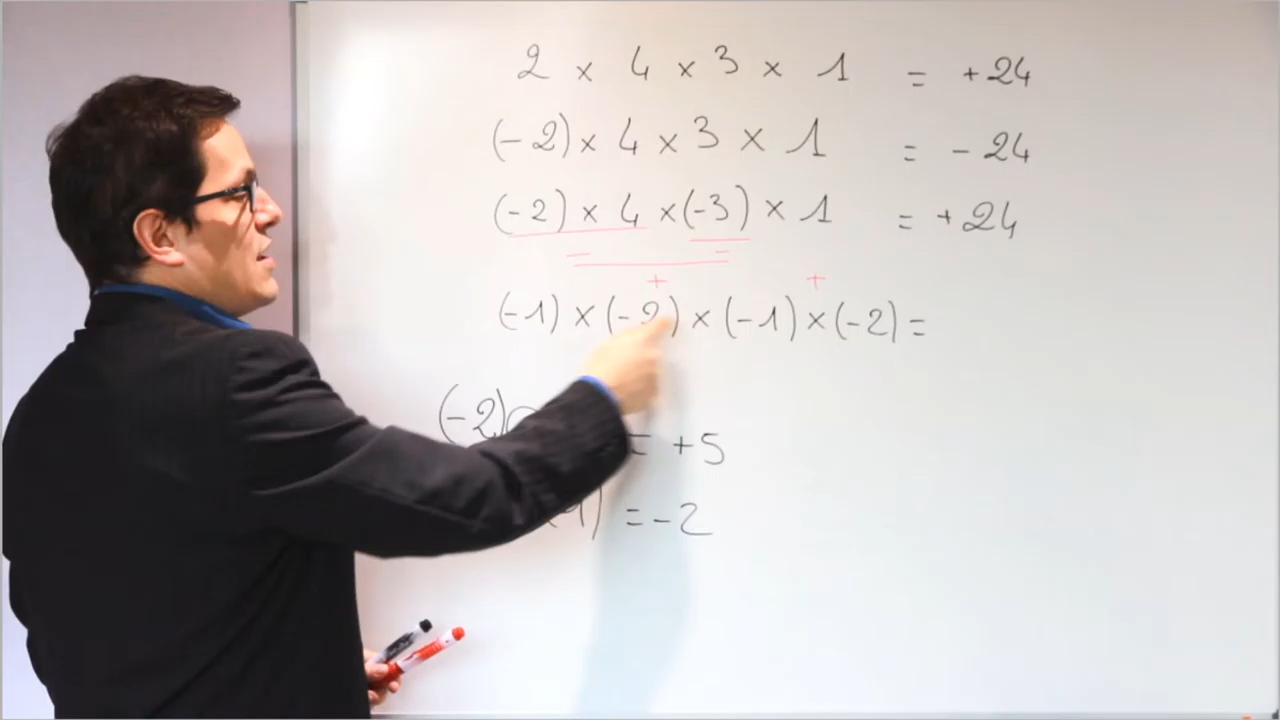 2 × 4 × 3 × 1 = +24
(-2) × 4 × 3 × 1 = - 24
(-2) × 4 × (-3) × 1 = + 24
- -
+ +
(-1) × (-2) × (-1) × (-2) =
(-2)
= +5
= -2